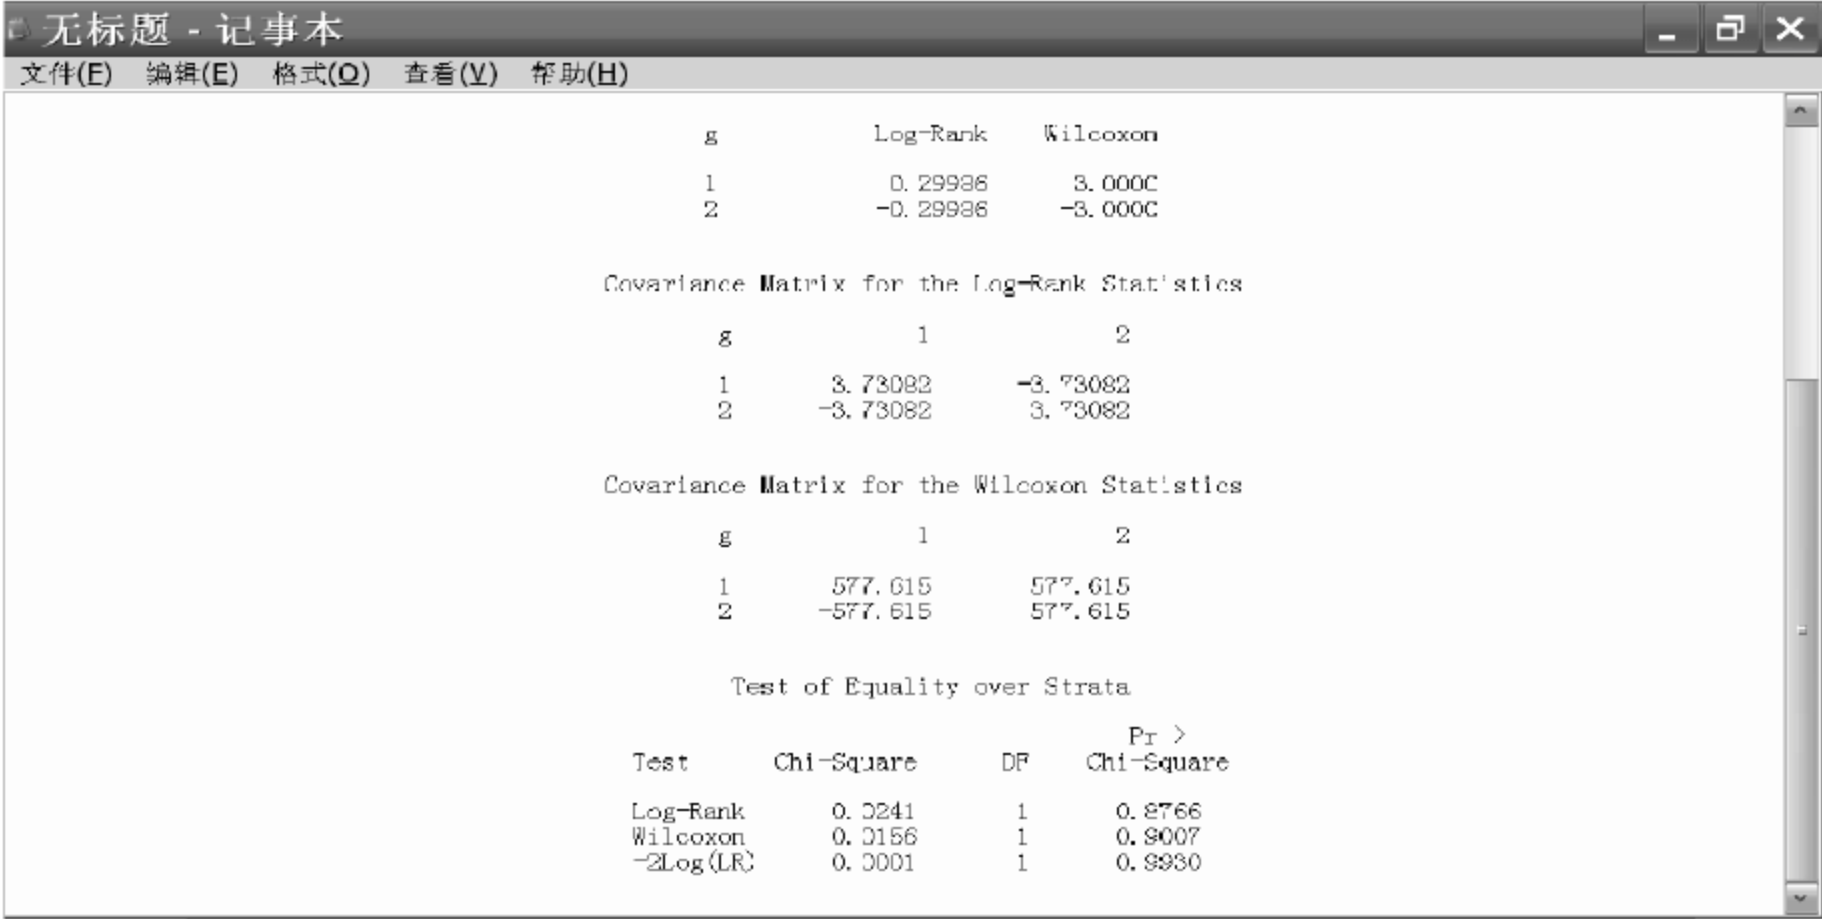 无标题 - 记事本
文件(F) 编辑(E) 格式(O) 查看(V) 帮助(H)
g Log-Rank Wilcoxon
1 0.29986 3.0000
2 -0.29986 -3.0000
Covariance Matrix for the Log-Rank Statistics
g 1 2
1 3.73082 -3.73082
2 -3.73082 3.73082
Covariance Matrix for the Wilcoxon Statistics
g 1 2
1 577.615 577.615
2 -577.615 577.615
Test of Equality over Strata
Pr >
Test Chi-Square DF Chi-Square
Log-Rank 0.0241 1 0.8766
Wilcoxon 0.0156 1 0.9007
-2Log(LR) 0.0001 1 0.9930